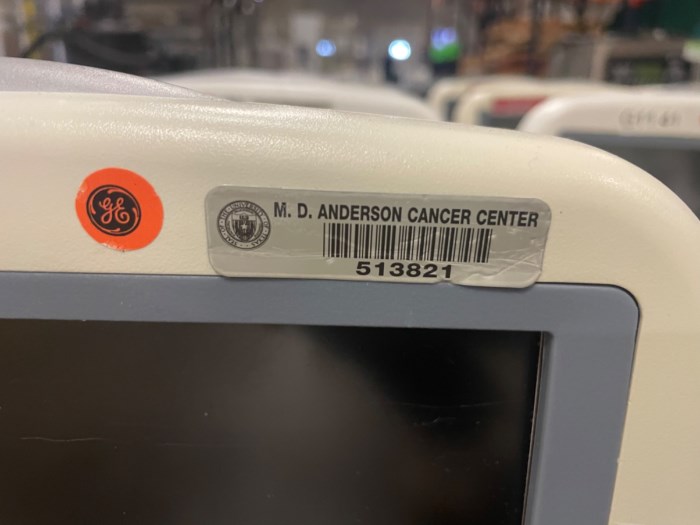 GE
M. D. ANDERSON CANCER CENTER
513821